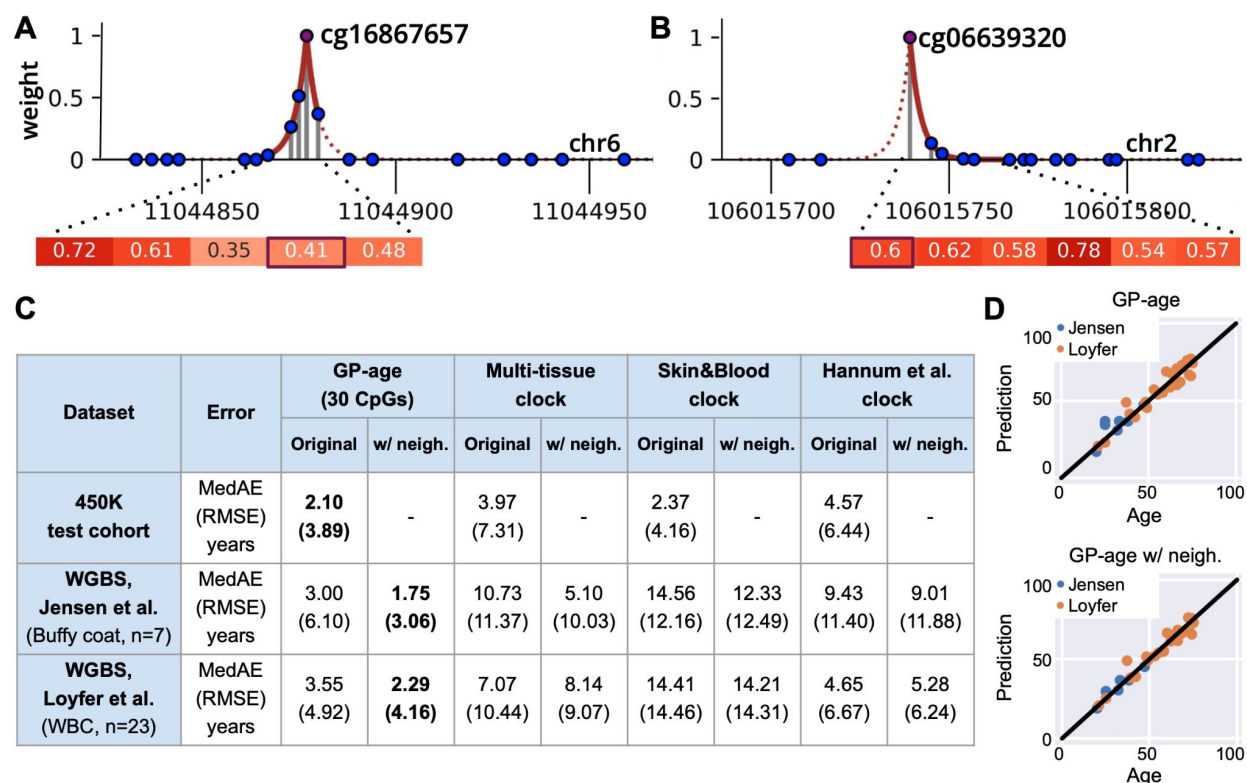 A
B
cg16867657
cg06639320
weight
1
0.5
0
chr6
11044850
11044900
11044950
1
0.5
0
chr2
106015700
106015750
106015800
0.72 0.61 0.35 0.41 0.48
0.6 0.62 0.58 0.78 0.54 0.57
C
Dataset
Error
GP-age
(30 CpGs)
Multi-tissue
clock
Skin&Blood
clock
Hannum et al.
clock
Original w/ neigh. Original w/ neigh. Original w/ neigh. Original w/ neigh.
450K
test cohort
MedAE
(RMSE)
years
2.10
(3.89)
-
3.97
(7.31)
-
2.37
(4.16)
-
4.57
(6.44)
-
WGBS,
Jensen et al.
(Buffy coat, n=7)
MedAE
(RMSE)
years
3.00
(6.10)
1.75
(3.06)
10.73
(11.37)
5.10
(10.03)
14.56
(12.16)
12.33
(12.49)
9.43
(11.40)
9.01
(11.88)
WGBS,
Loyfer et al.
(WBC, n=23)
MedAE
(RMSE)
years
3.55
(4.92)
2.29
(4.16)
7.07
(10.44)
8.14
(9.07)
14.41
(14.46)
14.21
(14.31)
4.65
(6.67)
5.28
(6.24)
D
GP-age
Jensen
Loyfer
Prediction
100
50
0
0 50 100
Age
GP-age w/ neigh.
Jensen
Loyfer
Prediction
100
50
0
0 50 100
Age